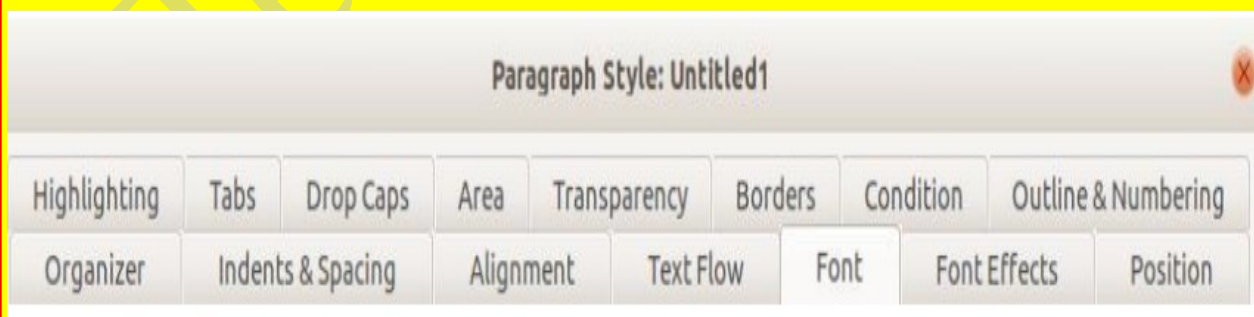 Paragraph Style: Untitled1
Highlighting Tabs Drop Caps Area Transparency Borders Condition Outline & Numbering
Organizer Indents & Spacing Alignment Text Flow Font Font Effects Position